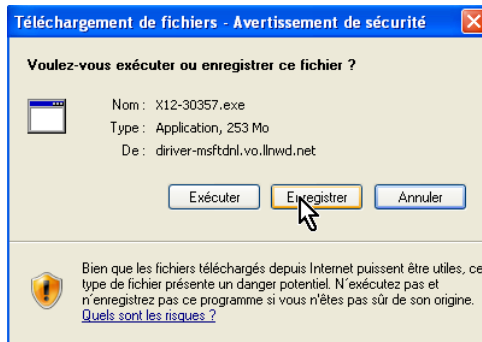 Téléchargement de fichiers - Avertissement de sécurité
Voulez-vous exécuter ou enregistrer ce fichier ?
Nom : X12-30357.exe
Type : Application, 253 Mo
De : diriver-msftdnl.vo.llnwd.net
Exécuter Enregistrer Annuler
Bien que les fichiers téléchargés depuis Internet puissent être utiles, ce
type de fichier présente un danger potentiel. N´exécutez pas et
n´enregistrez pas ce programme si vous n'êtes pas sûr de son origine.
Quels sont les risques ?